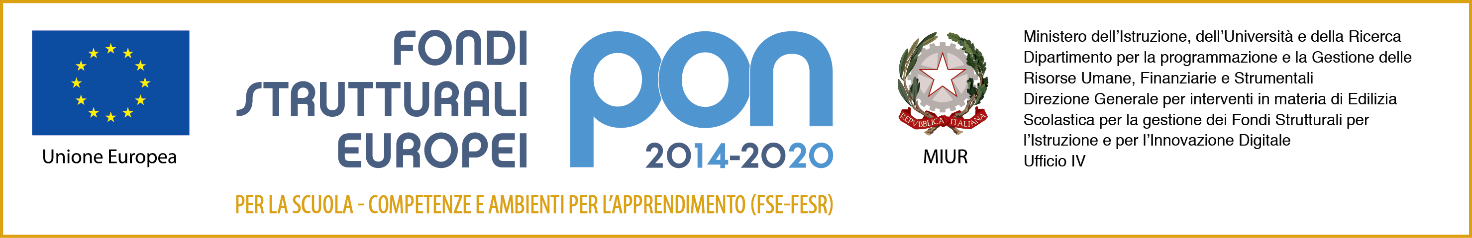 Unione Europea
FONDI
STRUTTURALI
EUROPEI
pon
2014-2020
PER LA SCUOLA - COMPETENZE E AMBIENTI PER L'APPRENDIMENTO (FSE-FESR)
REPVBBLICA ITALIANA
MIUR
Ministero dell'Istruzione, dell'Università e della Ricerca
Dipartimento per la programmazione e la Gestione delle
Risorse Umane, Finanziarie e Strumentali
Direzione Generale per interventi in materia di Edilizia
Scolastica per la gestione dei Fondi Strutturali per
l'Istruzione e per l'Innovazione Digitale
Ufficio IV